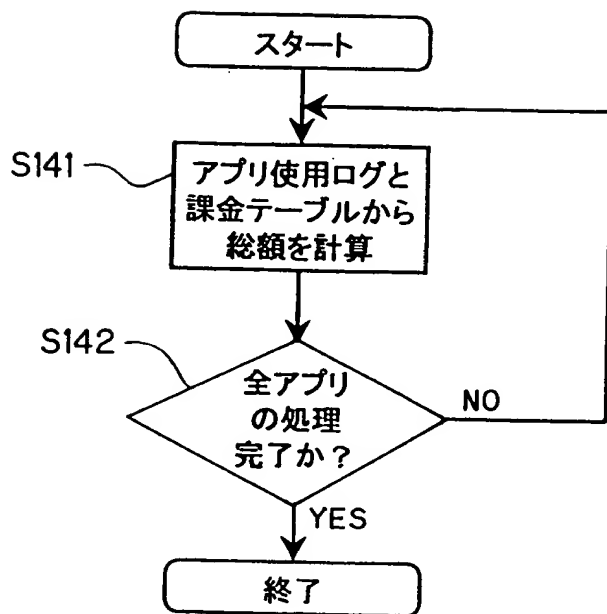 スタート
S141
アプリ使用ログと
課金テーブルから
総額を計算
S142
全アプリ
の処理
完了か？
NO
YES
終了